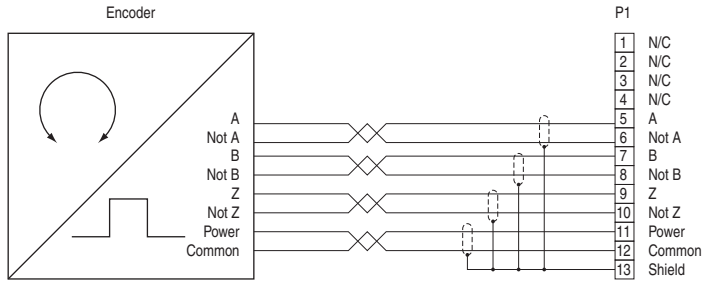 Encoder P1
1 N/C
2 N/C
3 N/C
4 N/C
A 5 A
Not A 6 Not A
B 7 B
Not B 8 Not B
Z 9 Z
Not Z 10 Not Z
Power 11 Power
Common 12 Common
13 Shield